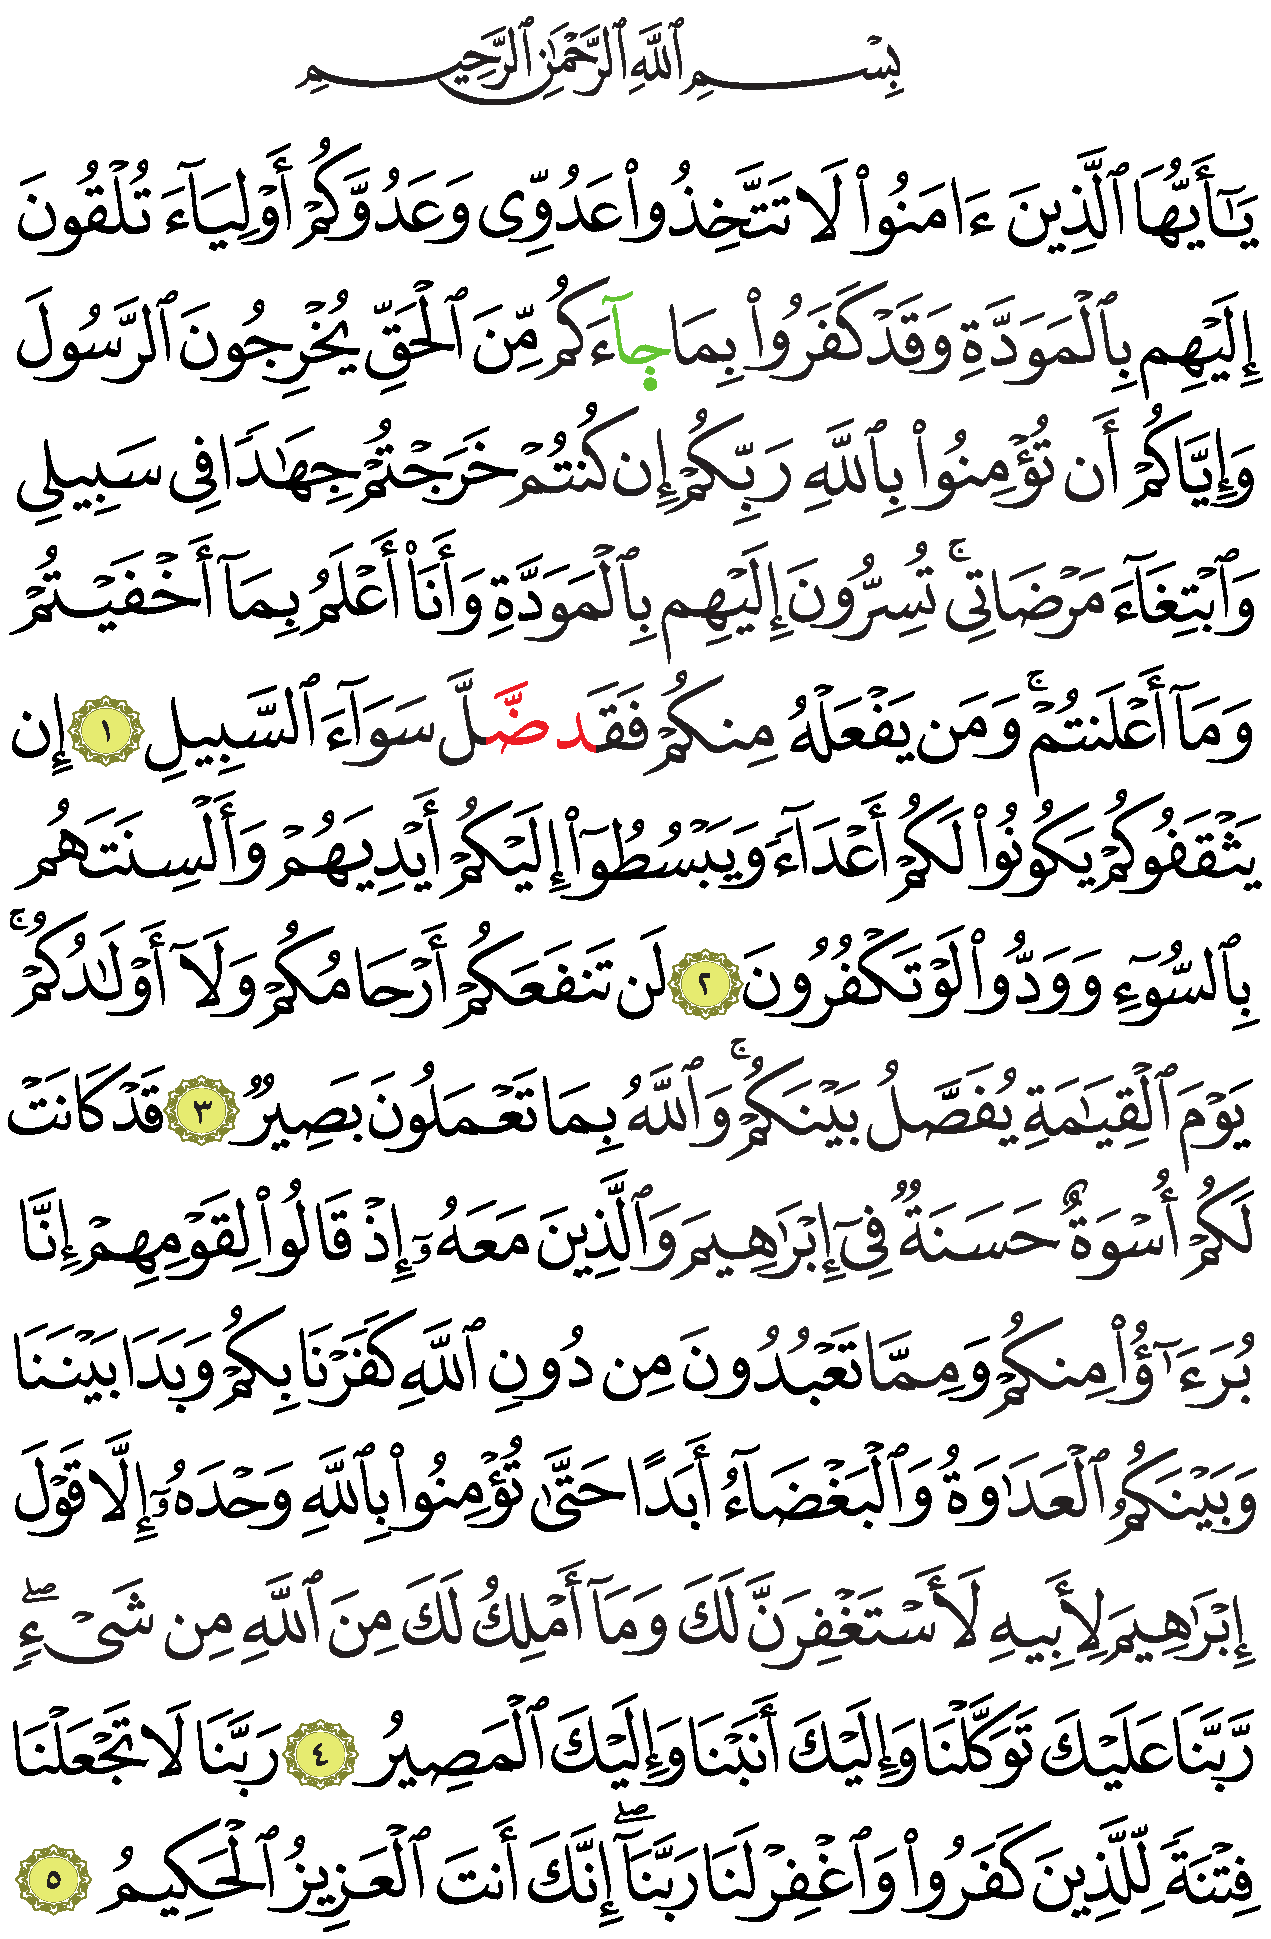 بِسْمِ ٱللَّهِ ٱلرَّحْمَٰنِ ٱلرَّحِيمِ
يَٰٓأَيُّهَا ٱلَّذِينَ ءَامَنُوا۟ لَا تَتَّخِذُوا۟ عَدُوِّى وَعَدُوَّكُمْ أَوْلِيَآءَ تُلْقُونَ
إِلَيْهِم بِٱلْمَوَدَّةِ وَقَدْ كَفَرُوا۟ بِمَا جآءَكُم مِّنَ ٱلْحَقِّ يُخْرِجُونَ ٱلرَّسُولَ
وَإِيَّاكُمْ أَن تُؤْمِنُوا۟ بِٱللَّهِ رَبِّكُمْ إِن كُنتُمْ خَرَجْتُمْ جِهَٰدًا فِى سَبِيلِى
وَٱبْتِغَآءَ مَرْضَاتِى ۚ تُسِرُّونَ إِلَيْهِم بِٱلْمَوَدَّةِ وَأَنَا۠ أَعْلَمُ بِمَآ أَخْفَيْتُمْ
وَمَآ أَعْلَنتُمْ ۚ وَمَن يَفْعَلْهُ مِنكُمْ فَقَد ضَّلَّ سَوَآءَ ٱلسَّبِيلِ ١ إِن
يَثْقَفُوكُمْ يَكُونُوا۟ لَكُمْ أَعْدَآءً وَيَبْسُطُوٓا۟ إِلَيْكُمْ أَيْدِيَهُمْ وَأَلْسِنَتَهُم
بِٱلسُّوٓءِ وَوَدُّوا۟ لَوْ تَكْفُرُونَ ٢ لَن تَنفَعَكُمْ أَرْحَامُكُمْ وَلَآ أَوْلَٰدُكُمْ ۚ
يَوْمَ ٱلْقِيَٰمَةِ يُفَصَّلُ بَيْنَكُمْ ۚ وَٱللَّهُ بِمَا تَعْمَلُونَ بَصِيرٌ ٣ قَدْ كَانَتْ
لَكُمْ أُسْوَةٌ حَسَنَةٌ فِىٓ إِبْرَٰهِيمَ وَٱلَّذِينَ مَعَهُۥٓ إِذْ قَالُوا۟ لِقَوْمِهِمْ إِنَّا
بُرَءَٰٓؤُا۟ مِنكُمْ وَمِمَّا تَعْبُدُونَ مِن دُونِ ٱللَّهِ كَفَرْنَا بِكُمْ وَبَدَا بَيْنَنَا
وَبَيْنَكُمُ ٱلْعَدَٰوَةُ وَٱلْبَغْضَآءُ أَبَدًا حَتَّىٰ تُؤْمِنُوا۟ بِٱللَّهِ وَحْدَهُۥٓ إِلَّا قَوْلَ
إِبْرَٰهِيمَ لِأَبِيهِ لَأَسْتَغْفِرَنَّ لَكَ وَمَآ أَمْلِكُ لَكَ مِنَ ٱللَّهِ مِن شَىْءٍ ۖ
رَّبَّنَا عَلَيْكَ تَوَكَّلْنَا وَإِلَيْكَ أَنَبْنَا وَإِلَيْكَ ٱلْمَصِيرُ ٤ رَبَّنَا لَا تَجْعَلْنَا
فِتْنَةً لِّلَّذِينَ كَفَرُوا۟ وَٱغْفِرْ لَنَا رَبَّنَآ ۖ إِنَّكَ أَنتَ ٱلْعَزِيزُ ٱلْحَكِيمُ ٥